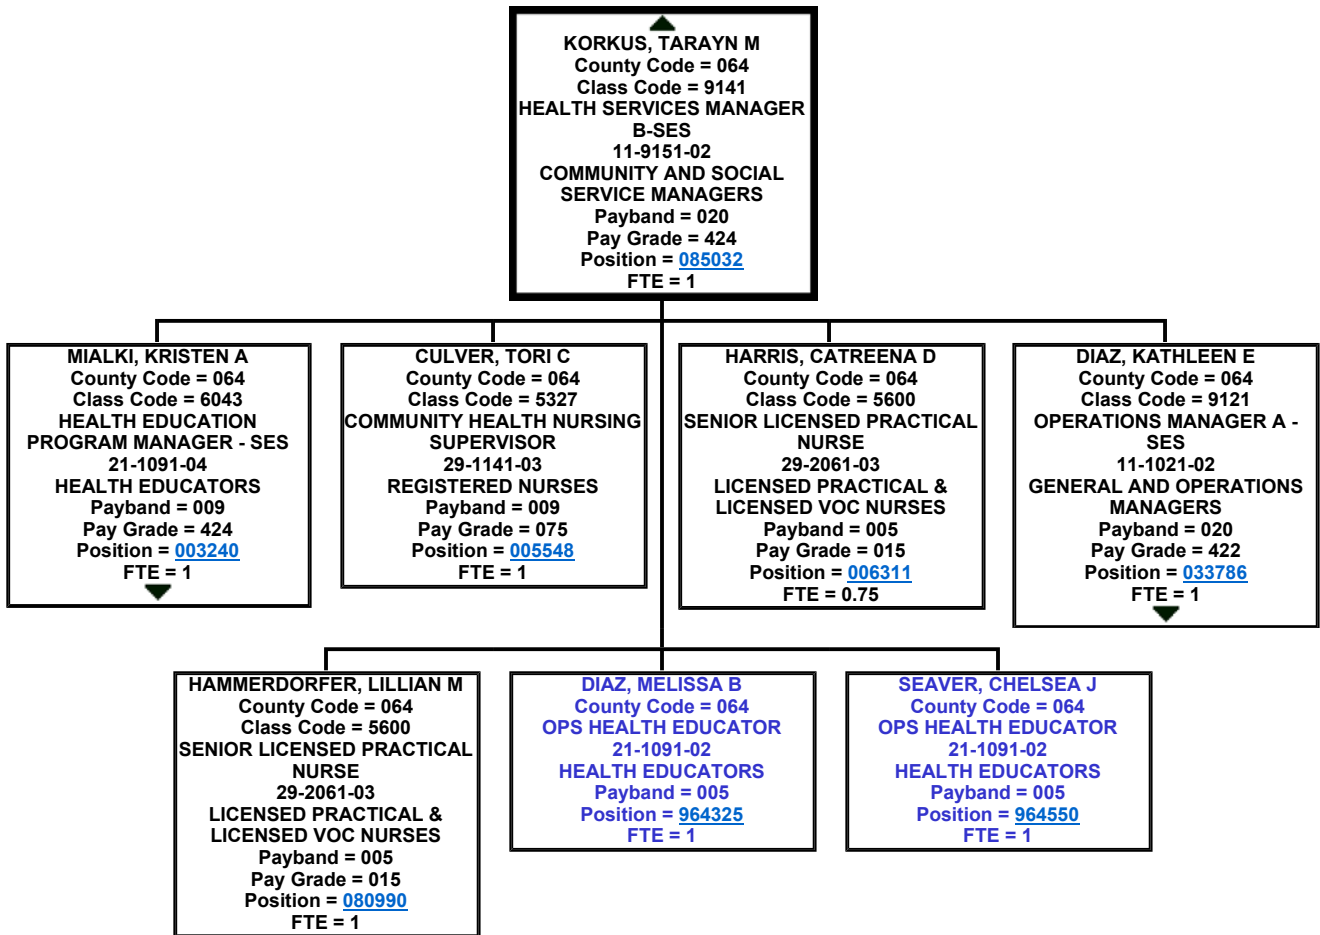 KORKUS, TARAYN M
County Code = 064
Class Code = 9141
HEALTH SERVICES MANAGER
B-SES
11-9151-02
COMMUNITY AND SOCIAL
SERVICE MANAGERS
Payband = 020
Pay Grade = 424
Position = 085032
FTE = 1
MIALKI, KRISTEN A
County Code = 064
Class Code = 6043
HEALTH EDUCATION
PROGRAM MANAGER - SES
21-1091-04
HEALTH EDUCATORS
Payband = 009
Pay Grade = 424
Position = 003240
FTE = 1
CULVER, TORI C
County Code = 064
Class Code = 5327
COMMUNITY HEALTH NURSING
SUPERVISOR
29-1141-03
REGISTERED NURSES
Payband = 009
Pay Grade = 075
Position = 005548
FTE = 1
HARRIS, CATREENA D
County Code = 064
Class Code = 5600
SENIOR LICENSED PRACTICAL
NURSE
29-2061-03
LICENSED PRACTICAL &
LICENSED VOC NURSES
Payband = 005
Pay Grade = 015
Position = 006311
FTE = 0.75
DIAZ, KATHLEEN E
County Code = 064
Class Code = 9121
OPERATIONS MANAGER A -
SES
11-1021-02
GENERAL AND OPERATIONS
MANAGERS
Payband = 020
Pay Grade = 422
Position = 033786
FTE = 1
HAMMERDORFER, LILLIAN M
County Code = 064
Class Code = 5600
SENIOR LICENSED PRACTICAL
NURSE
29-2061-03
LICENSED PRACTICAL &
LICENSED VOC NURSES
Payband = 005
Pay Grade = 015
Position = 080990
FTE = 1
DIAZ, MELISSA B
County Code = 064
OPS HEALTH EDUCATOR
21-1091-02
HEALTH EDUCATORS
Payband = 005
Position = 964325
FTE = 1
SEAVER, CHELSEA J
County Code = 064
OPS HEALTH EDUCATOR
21-1091-02
HEALTH EDUCATORS
Payband = 005
Position = 964550
FTE = 1